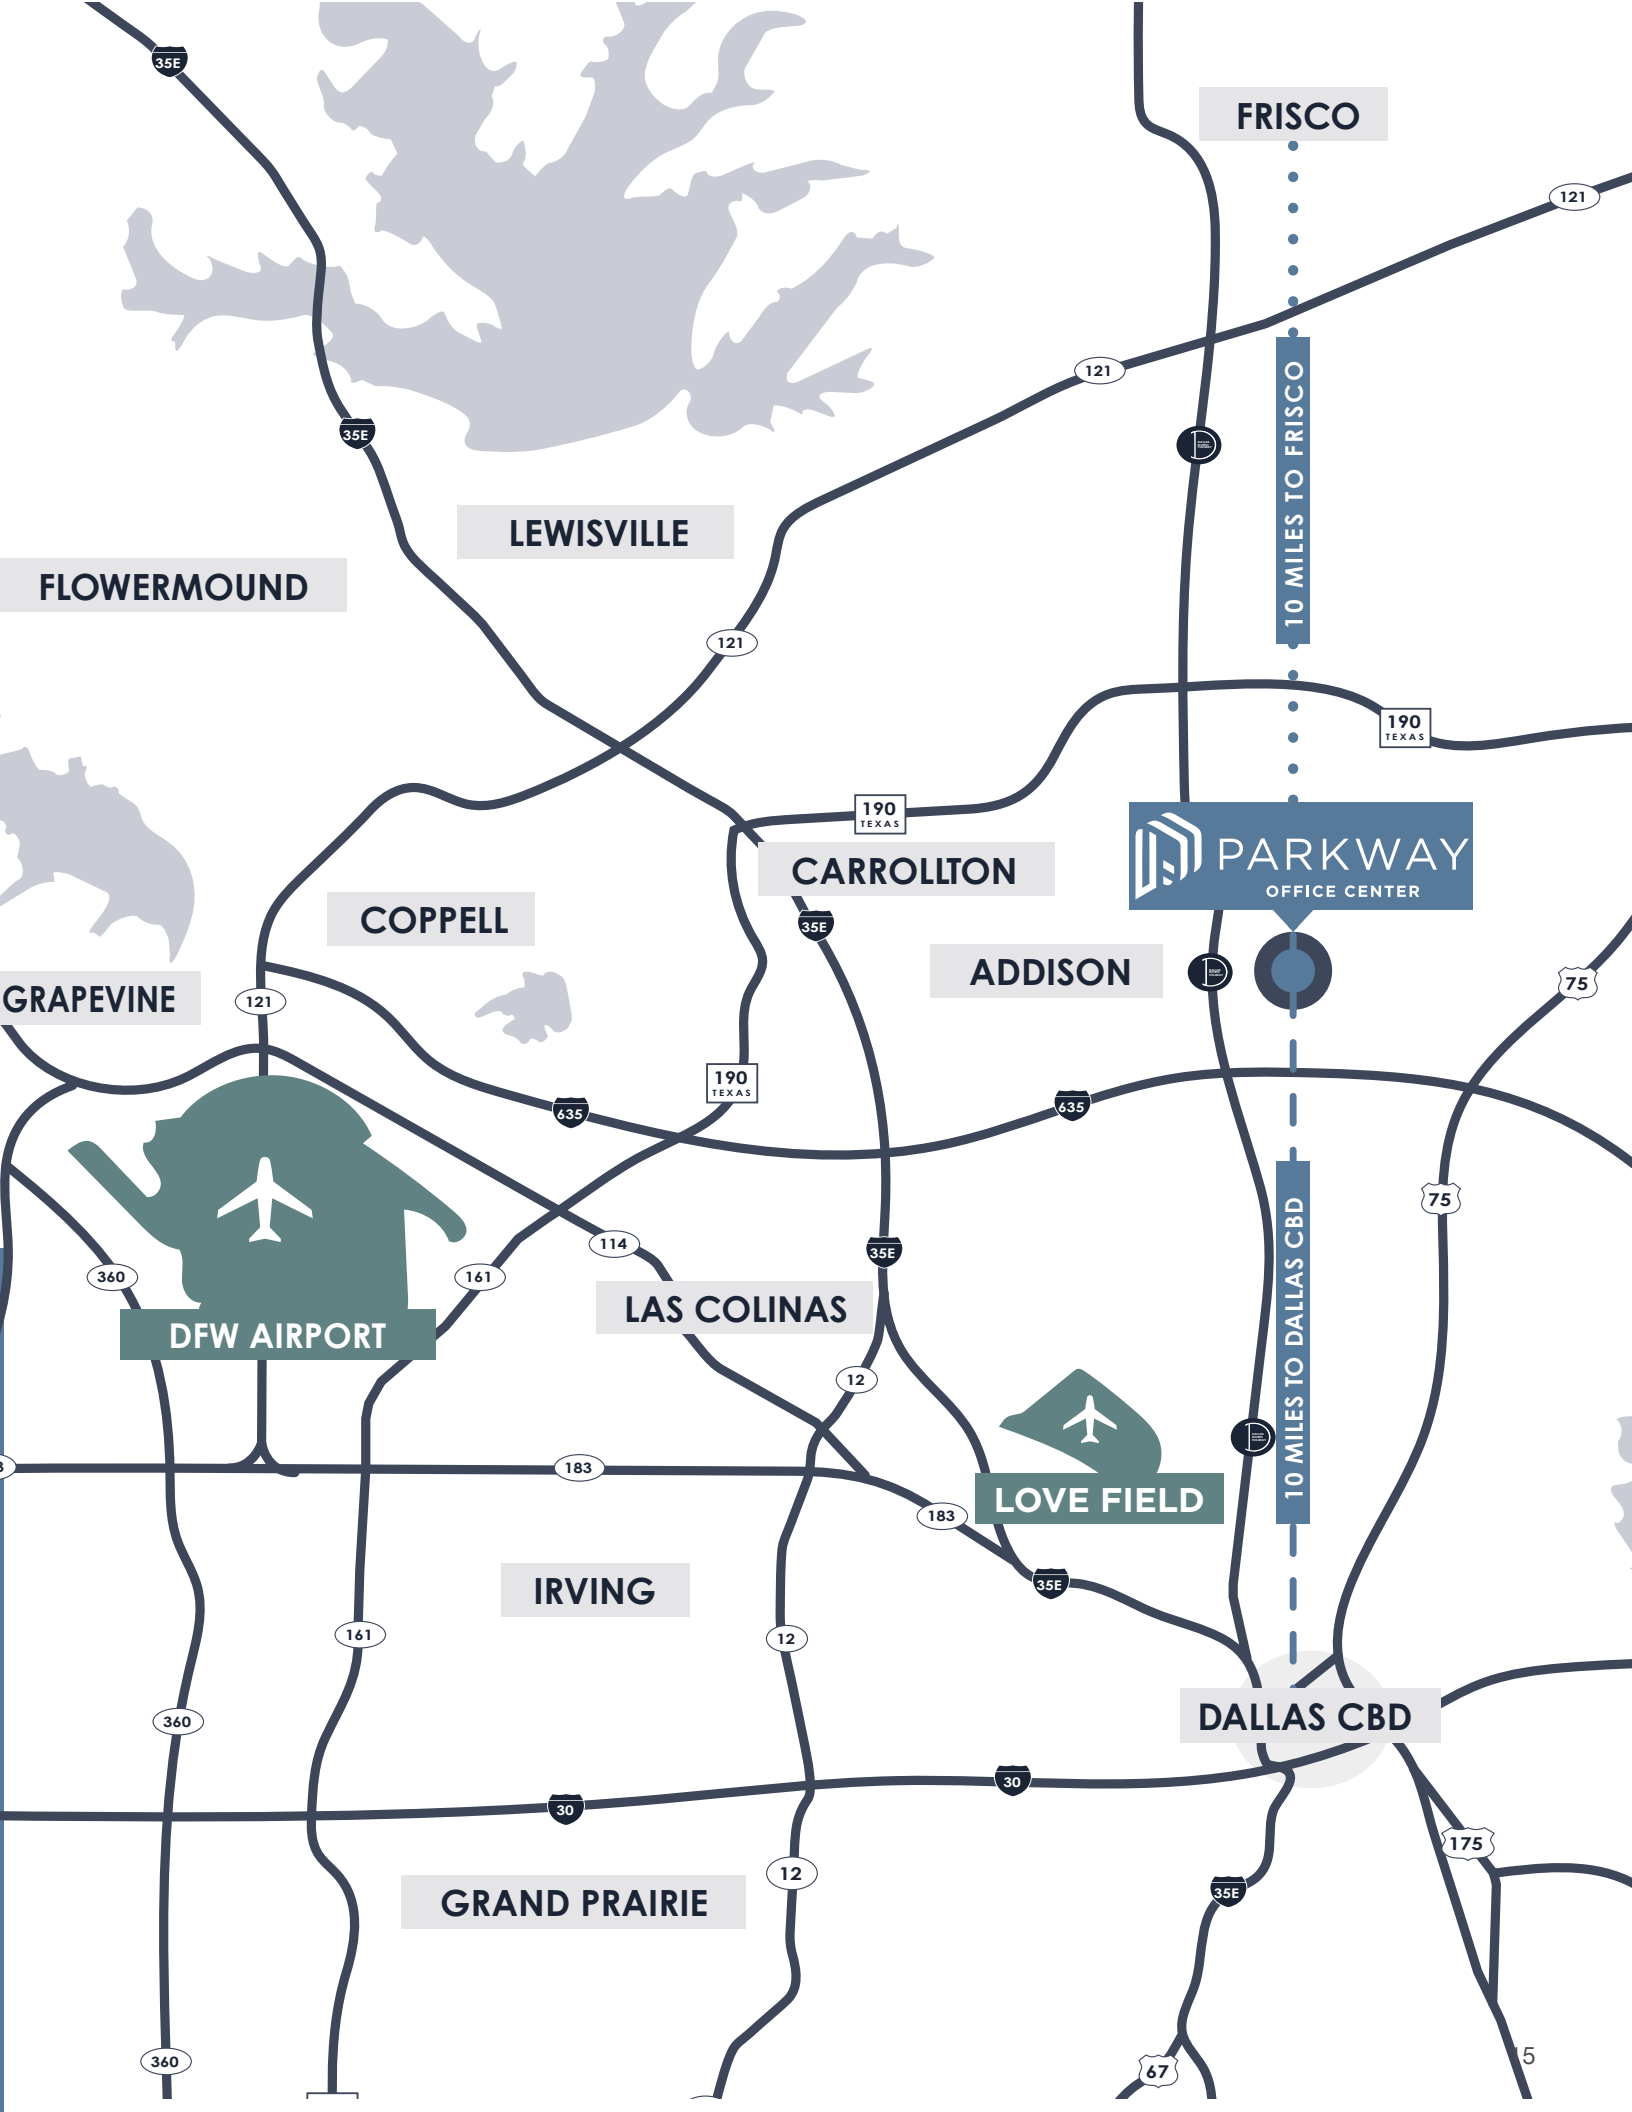 35E
FRISCO
121
121
10 MILES TO FRISCO
35E
LEWISVILLE
FLOWERMOUND
121
190
TEXAS
190
TEXAS
PARKWAY
OFFICE CENTER
CARROLLTON
COPPELL
35E
ADDISON
75
GRAPEVINE
121
190
TEXAS
635
635
75
114
35E
360
161
LAS COLINAS
DFW AIRPORT
10 MILES TO DALLAS CBD
12
183
LOVE FIELD
183
35E
IRVING
161
12
360
DALLAS CBD
30
30
175
12
35E
GRAND PRAIRIE
360
67
15